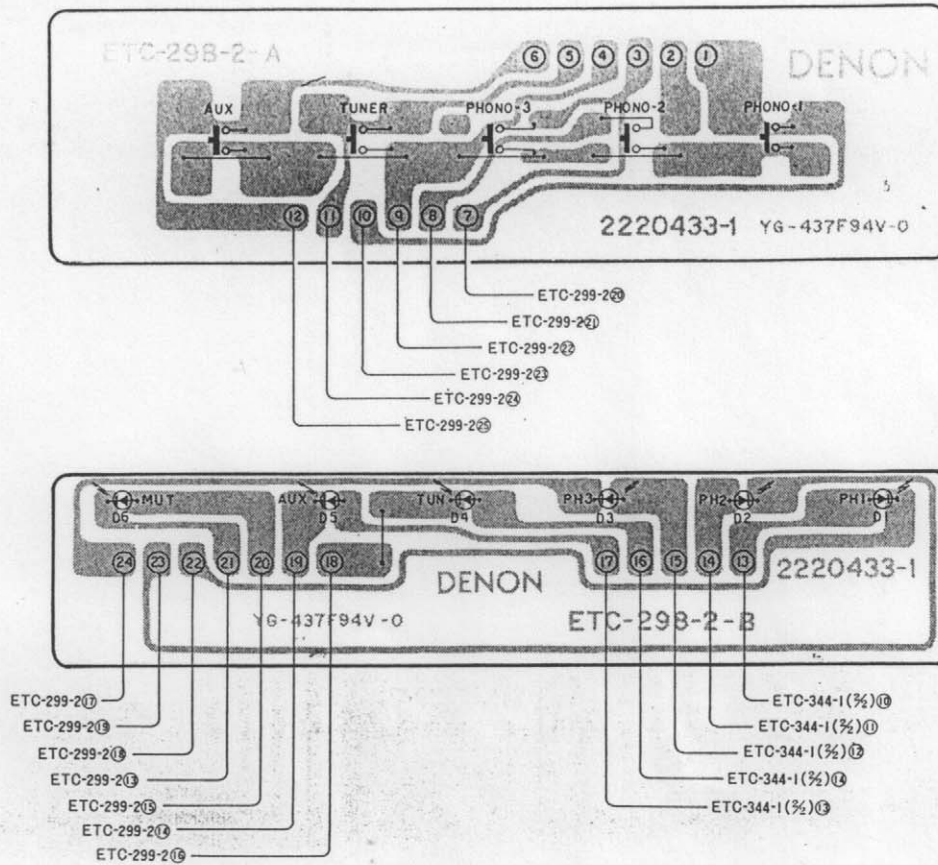 ETC-298-2-A
⑥ ⑤ ④ ③ ② ①
DENON
AUX TUNER PHONO-3 PHONO-2 PHONO-1
⑫ ⑪ ⑩ ⑨ ⑧ ⑦
2220433-1 YG-437F94V-0
ETC-299-2⑳
ETC-299-2㉑
ETC-299-2㉒
ETC-299-2㉓
ETC-299-2㉔
ETC-299-2㉕
MUT AUX TUN PH3 PH2 PH1
D6 D5 D4 D3 D2 D1
㉔ ㉓ ㉒ ㉑ ⑳ ⑲ ⑱ ⑰ ⑯ ⑮ ⑭ ⑬
DENON
2220433-1
YG-437F94V-0
ETC-298-2-B
ETC-299-2⑰
ETC-299-2
ETC-299-2⑱
ETC-299-2⑬
ETC-299-2⑮
ETC-299-2⑭
ETC-299-2⑯
ETC-344-1(2/2)⑩
ETC-344-1(2/2)⑪
ETC-344-1(2/2)⑫
ETC-344-1(2/2)⑭
ETC-344-1(2/2)⑬